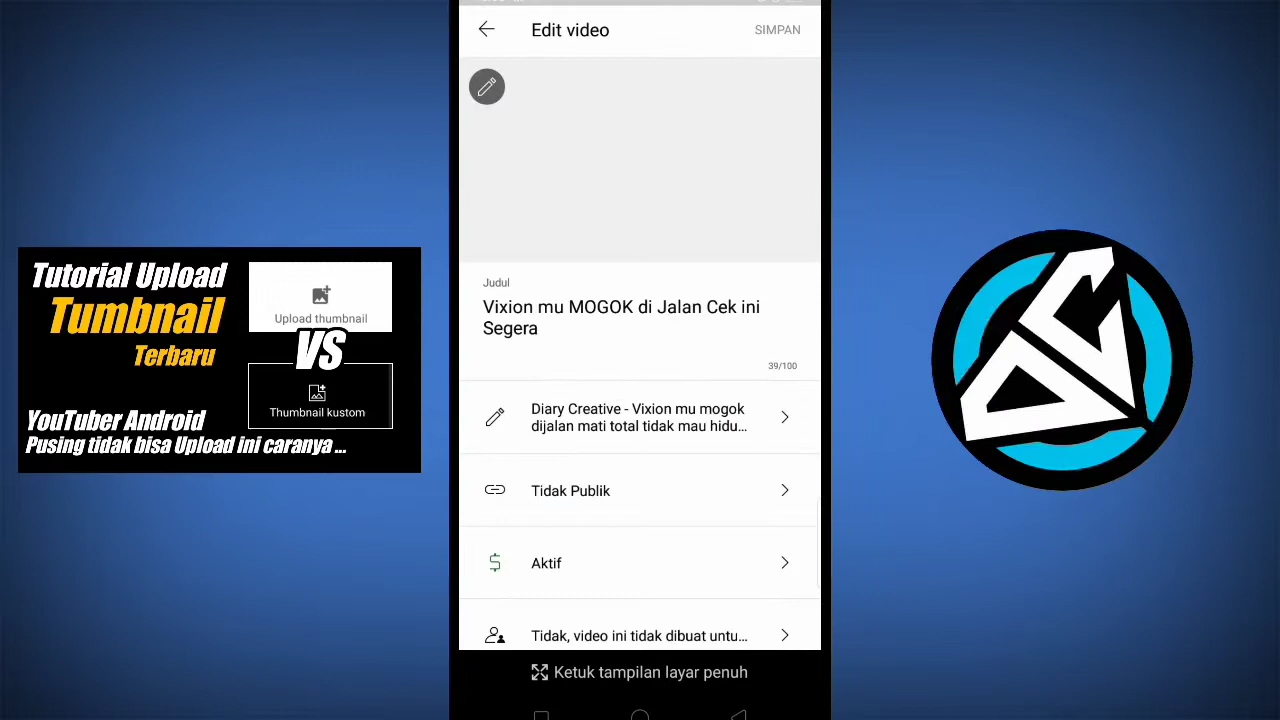 Edit video
SIMPAN
Judul
Vixion mu MOGOK di Jalan Cek ini
Segera
39/100
Diary Creative - Vixion mu mogok
dijalan mati total tidak mau hidu...
Tidak Publik
Aktif
Tidak, video ini tidak dibuat untu...
Ketuk tampilan layar penuh
Tutorial Upload
Tumbnail
Terbaru
Upload thumbnail
VS
Thumbnail kustom
YouTuber Android
Pusing tidak bisa Upload ini caranya ...